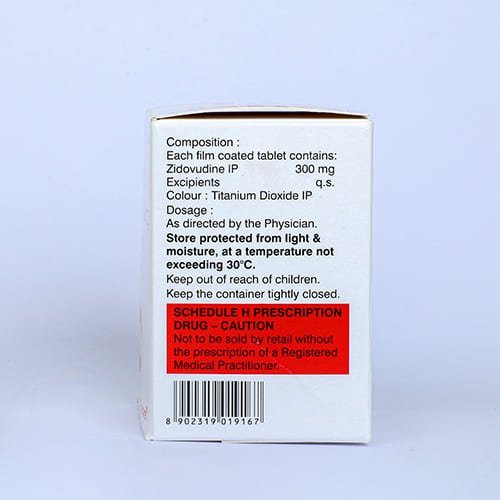 Composition :
Each film coated tablet contains:
Zidovudine IP 300 mg
Excipients q.s.
Colour : Titanium Dioxide IP
Dosage :
As directed by the Physician.
Store protected from light &
moisture, at a temperature not
exceeding 30°C.
Keep out of reach of children.
Keep the container tightly closed.
SCHEDULE H PRESCRIPTION
DRUG – CAUTION
Not to be sold by retail without
the prescription of a Registered
Medical Practitioner.
8 902319 019167